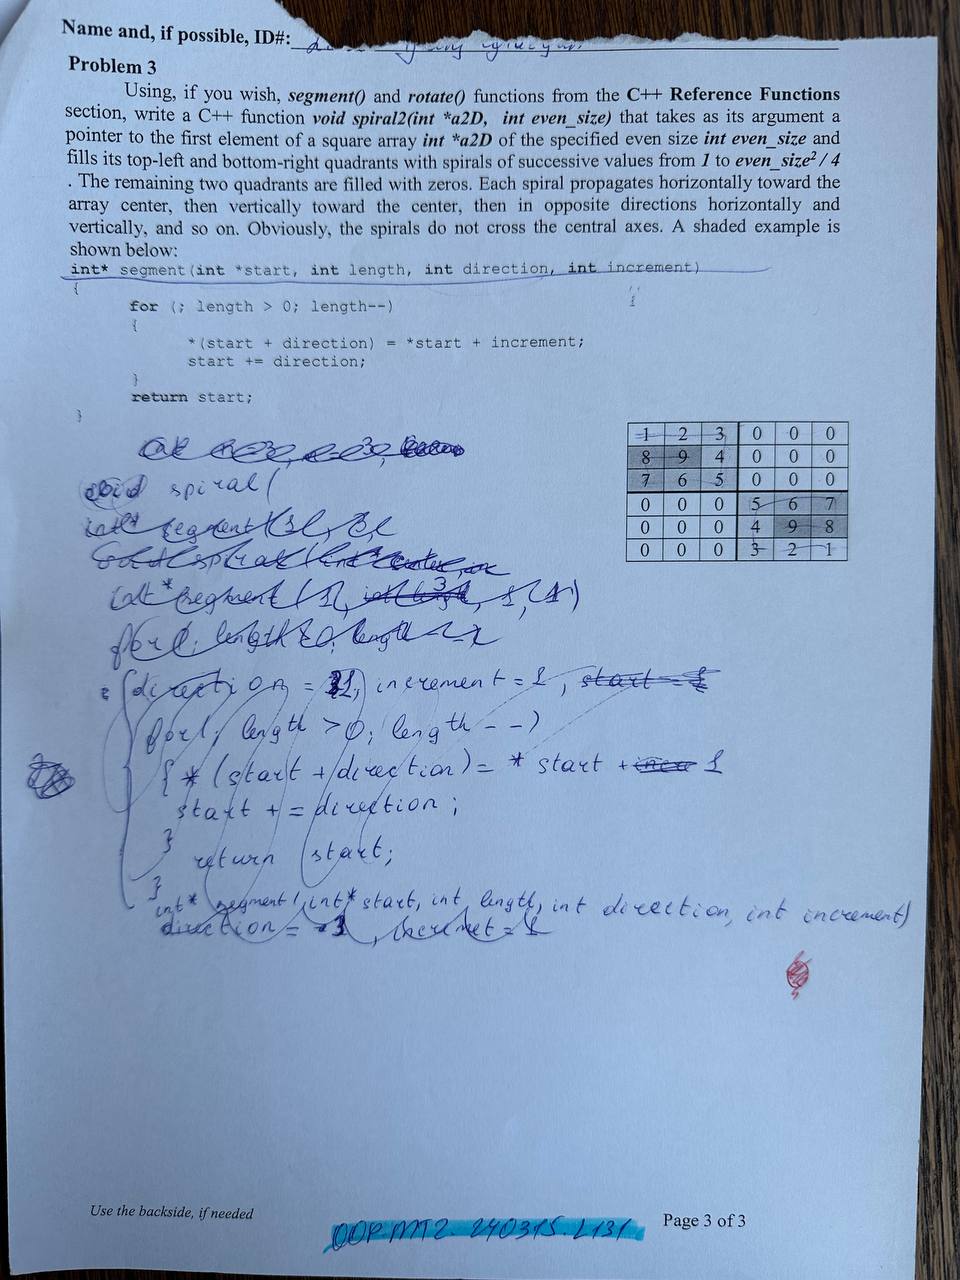 Name and, if possible, ID#:
Problem 3
Using, if you wish, segment() and rotate() functions from the C++ Reference Functions
section, write a C++ function void spiral2(int *a2D, int even_size) that takes as its argument a
pointer to the first element of a square array int *a2D of the specified even size int even_size and
fills its top-left and bottom-right quadrants with spirals of successive values from 1 to even_size² / 4
. The remaining two quadrants are filled with zeros. Each spiral propagates horizontally toward the
array center, then vertically toward the center, then in opposite directions horizontally and
vertically, and so on. Obviously, the spirals do not cross the central axes. A shaded example is
shown below:
int* segment(int *start, int length, int direction, int increment)
{
for (; length > 0; length--)
{
*(start + direction) = *start + increment;
start += direction;
}
return start;
}
1 2 3 0 0 0
8 9 4 0 0 0
7 6 5 0 0 0
0 0 0 5 6 7
0 0 0 4 9 8
0 0 0 3 2 1
void spiral(
int* segment(
int *segment (1, 3, 1, 1)
for (; length > 0; length --
{direction = 1, increment = 1, start = 1
for(; length > 0; length --)
{ * (start + direction) = * start + 1
start + = direction ;
}
return (start;
}
int* segment (int* start, int length, int direction, int increment)
direction = -1, incremet = 1
Use the backside, if needed
OOP.MT2.240315.L131
Page 3 of 3